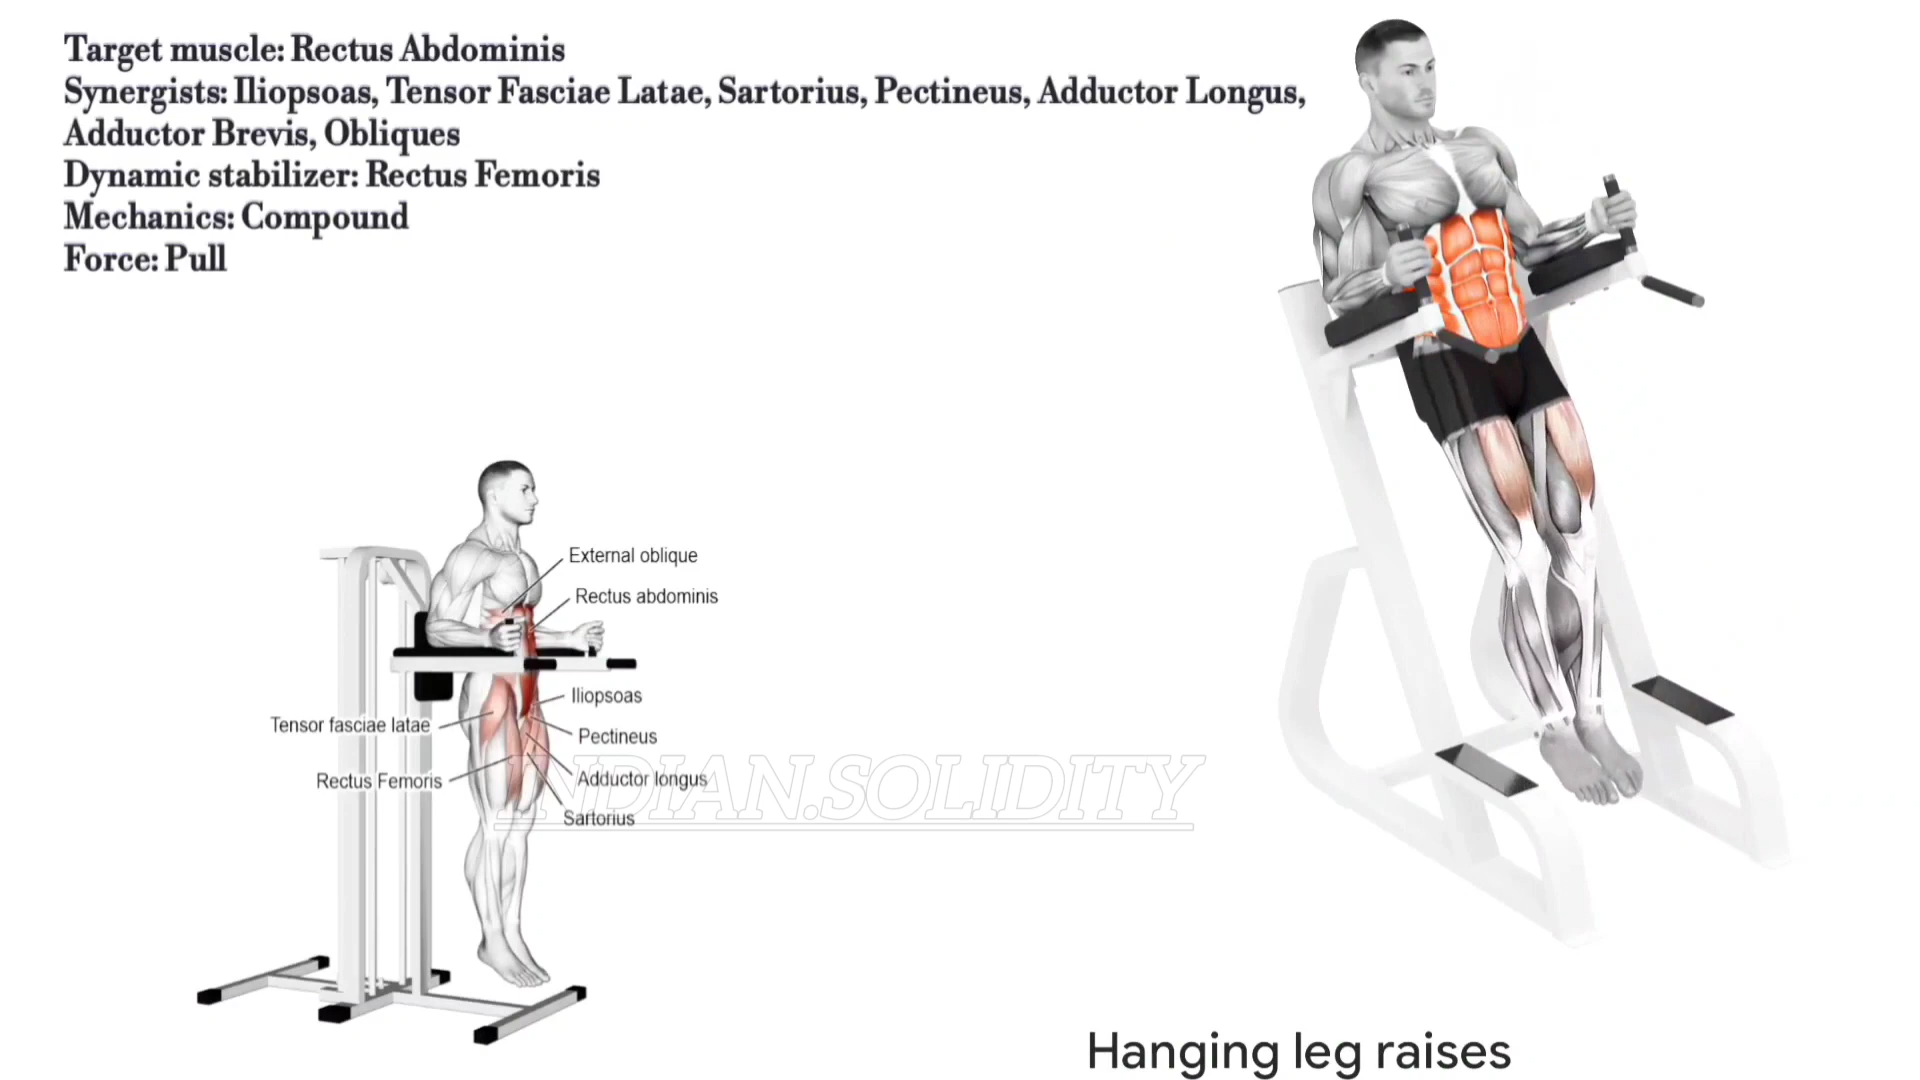 Target muscle: Rectus Abdominis
Synergists: Iliopsoas, Tensor Fasciae Latae, Sartorius, Pectineus, Adductor Longus,
Adductor Brevis, Obliques
Dynamic stabilizer: Rectus Femoris
Mechanics: Compound
Force: Pull
External oblique
Rectus abdominis
Iliopsoas
Tensor fasciae latae
Pectineus
Rectus Femoris
Adductor longus
INDIAN.SOLIDITY
Sartorius
Hanging leg raises